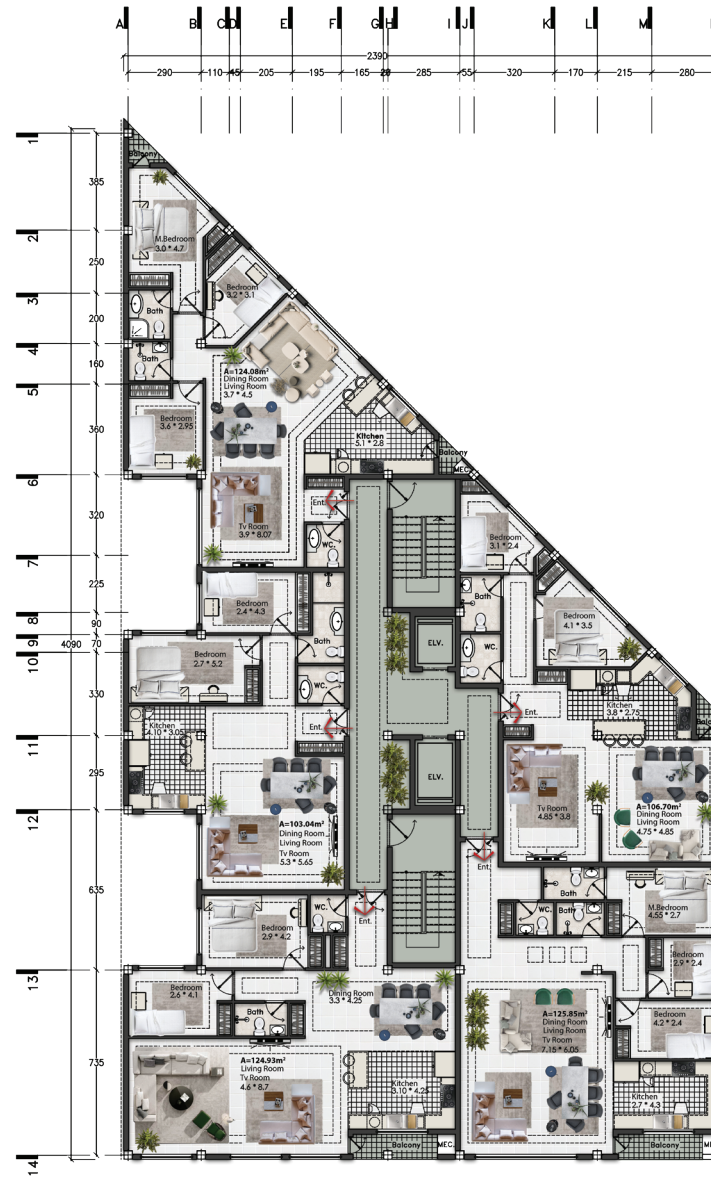 A B C D E F G H I J K L M
2390
290 110 45 205 195 165 20 285 55 320 170 215 280
1
385
2
250
3
200
4
160
5
360
6
320
7
225
8
90
9
70
10
4090
330
11
295
12
635
13
735
14
Balcony
M.Bedroom
3.0 * 4.7
Bedroom
3.2 * 3.1
Bath
Bath
A=124.08m²
Dining Room
Living Room
3.7 * 4.5
Bedroom
3.6 * 2.95
Kitchen
5.1 * 2.8
Balcony
MEC.
Tv Room
3.9 * 8.07
Ent.
WC.
Bedroom
3.1 * 2.4
Bedroom
2.4 * 4.3
Bath
Bath
Bedroom
4.1 * 3.5
ELV.
WC.
Bedroom
2.7 * 5.2
WC.
Kitchen
4.10 * 3.05
Ent.
Ent.
Kitchen
3.8 * 2.75
ELV.
Tv Room
4.85 * 3.8
A=106.70m²
Dining Room
Living Room
4.75 * 4.85
A=103.04m²
Dining Room
Living Room
Tv Room
5.3 * 5.65
Ent.
Bath
WC.
Ent.
WC.
Bath
M.Bedroom
4.55 * 2.7
Bedroom
2.9 * 4.2
Bedroom
2.9 * 2.4
Bedroom
2.6 * 4.1
Dining Room
3.3 * 4.25
Bath
A=125.85m²
Dining Room
Living Room
Tv Room
7.15 * 6.05
Bedroom
4.2 * 2.4
A=124.93m²
Living Room
Tv Room
4.6 * 8.7
Kitchen
3.10 * 4.25
Kitchen
2.7 * 4.3
Balcony
MEC.
Balcony